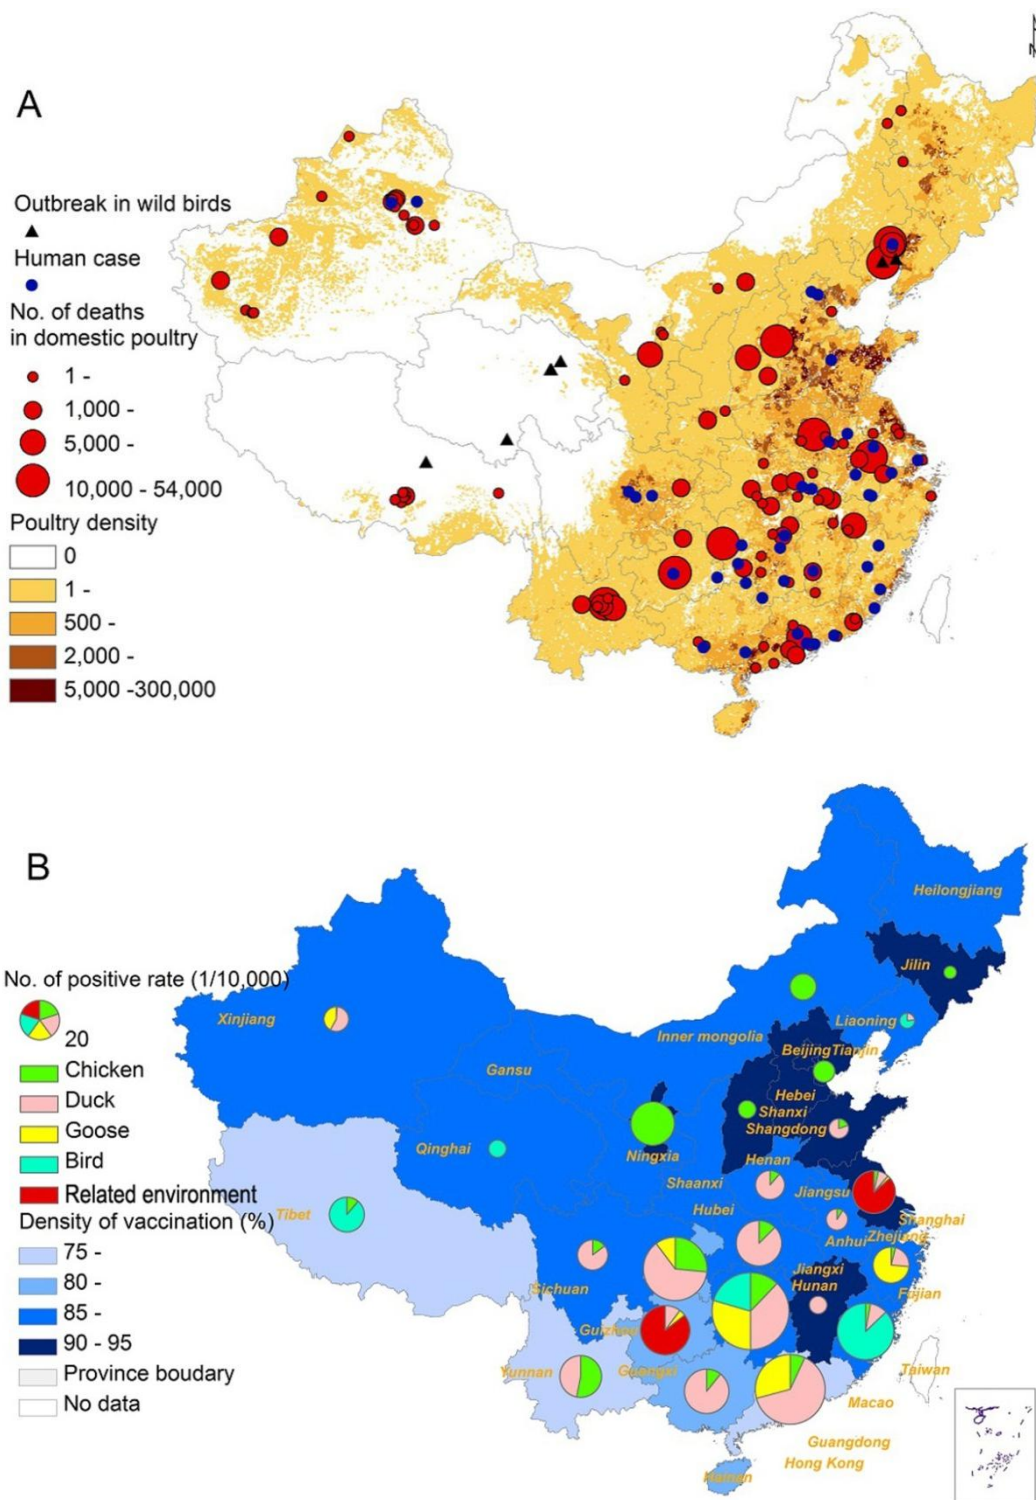 A
Outbreak in wild birds
Human case
No. of deaths
in domestic poultry
1 -
1,000 -
5,000 -
10,000 - 54,000
Poultry density
0
1 -
500 -
2,000 -
5,000 -300,000
B
No. of positive rate (1/10,000)
20
Chicken
Duck
Goose
Bird
Related environment
Density of vaccination (%)
75 -
80 -
85 -
90 - 95
Province boudary
No data
Heilongjiang
Jilin
Xinjiang
Liaoning
Inner mongolia
BeijingTianjin
Gansu
Hebei
Shanxi
Shangdong
Qinghai
Ningxia
Henan
Shaanxi
Jiangsu
Tibet
Hubei
Shanghai
Anhui
Zhejiang
Jiangxi
Hunan
Sichuan
Fujian
Guizhou
Yunnan
Guangxi
Taiwan
Macao
Guangdong
Hong Kong
Hainan